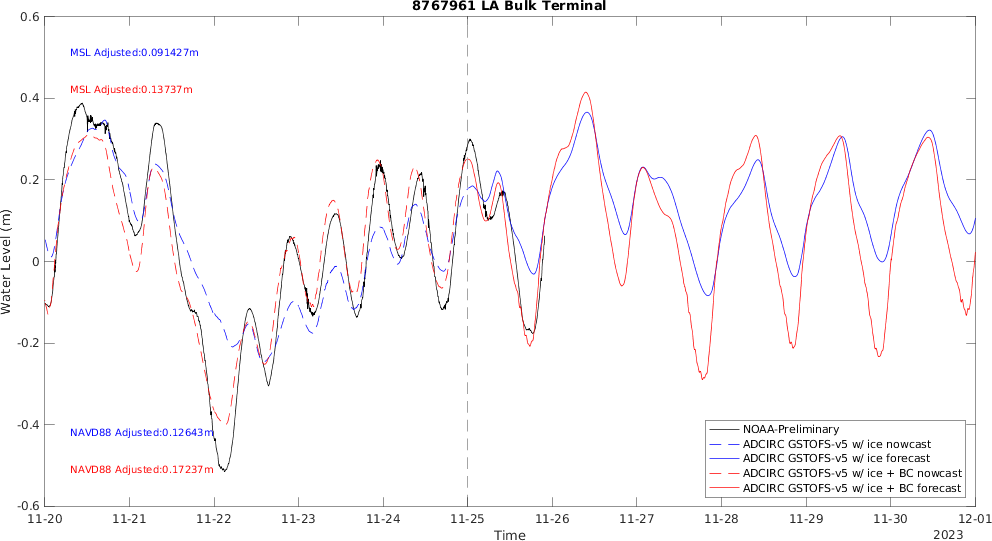 8767961 LA Bulk Terminal
0.6
MSL Adjusted:0.091427m
0.4
MSL Adjusted:0.13737m
0.2
Water Level (m)
0
-0.2
-0.4
NAVD88 Adjusted:0.12643m
NAVD88 Adjusted:0.17237m
-0.6
NOAA-Preliminary
ADCIRC GSTOFS-v5 w/ ice nowcast
ADCIRC GSTOFS-v5 w/ ice forecast
ADCIRC GSTOFS-v5 w/ ice + BC nowcast
ADCIRC GSTOFS-v5 w/ ice + BC forecast
11-20 11-21 11-22 11-23 11-24 11-25 11-26 11-27 11-28 11-29 11-30 12-01
Time
2023